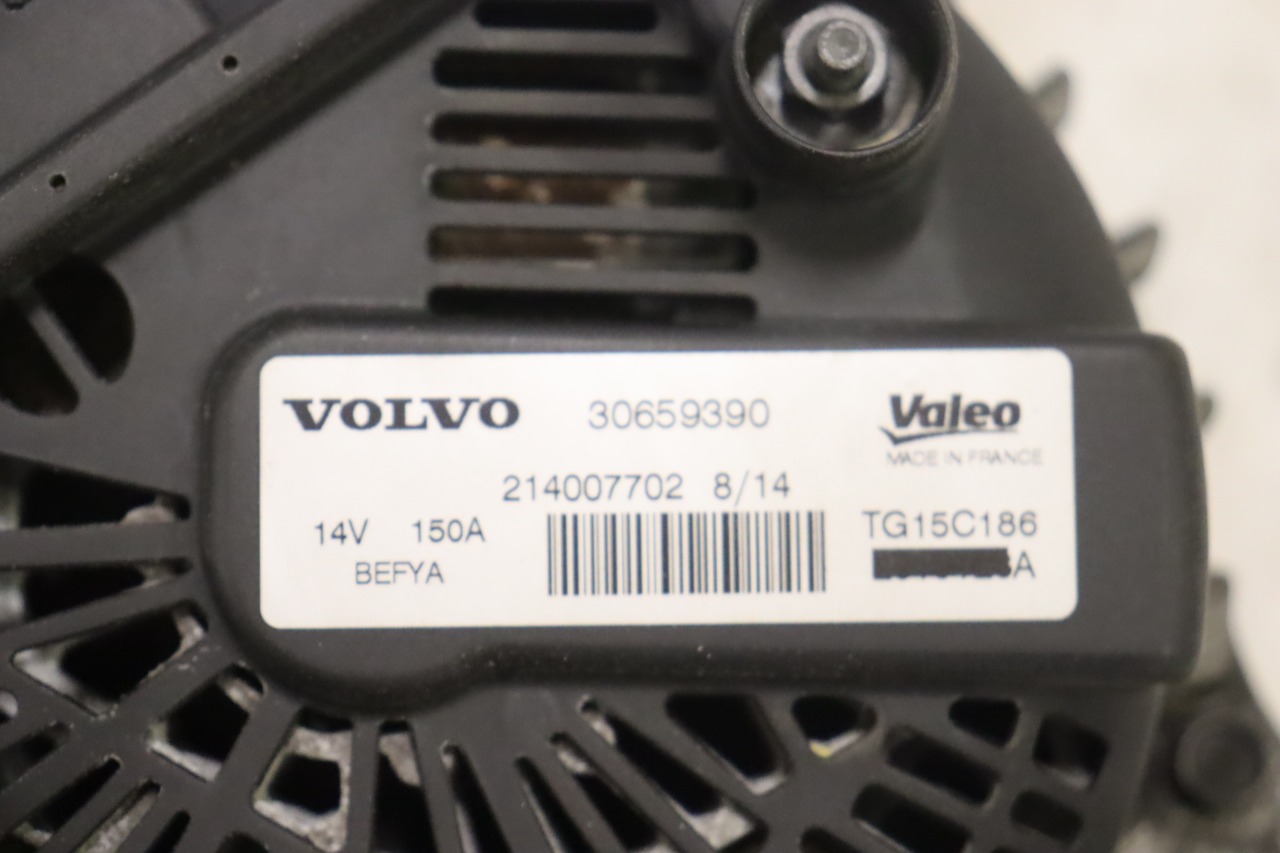 VOLVO 30659390 Valeo
MADE IN FRANCE
214007702 8/14
14V 150A TG15C186
BEFYA A